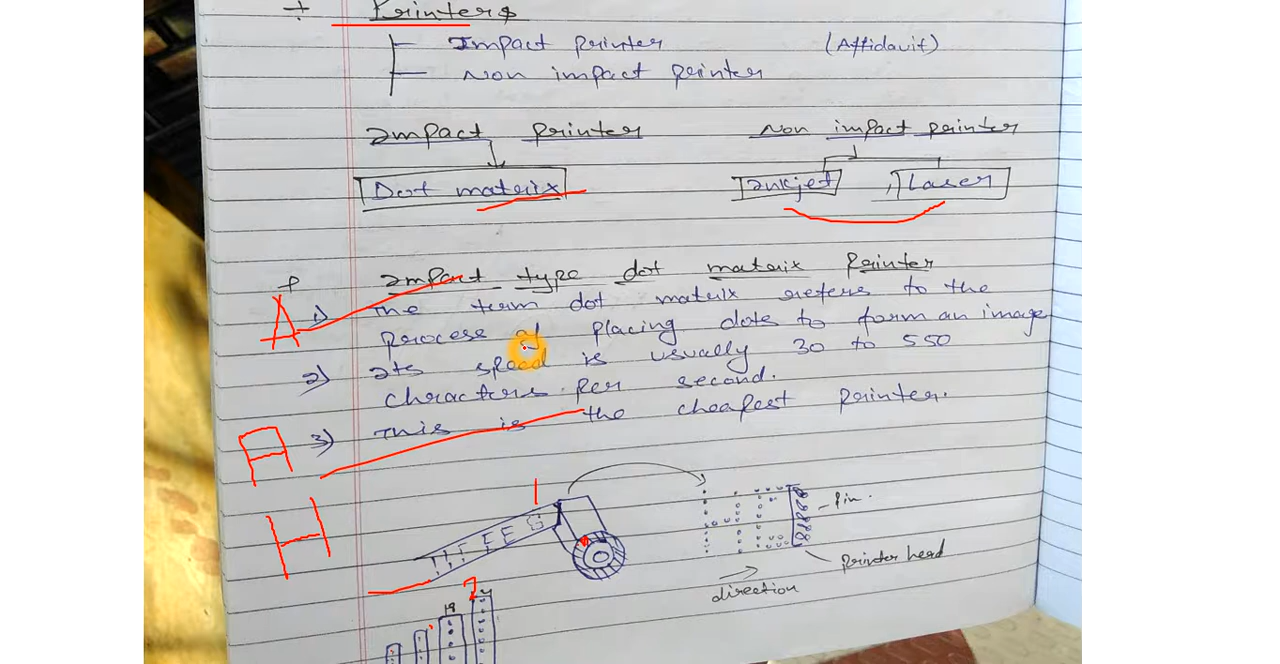 Printers
Impact printer (Affidavit)
Non impact printer
Impact printer Non impact printer
Dot matrix Inkjet , Laser
Impact type dot matrix printer
A 1) The term dot matrix refers to the
process of placing dots to form an image
2) Its speed is usually 30 to 550
chracters per second.
A 3) This is the cheapest printer.
H
1
Pin.
Printer head
direction